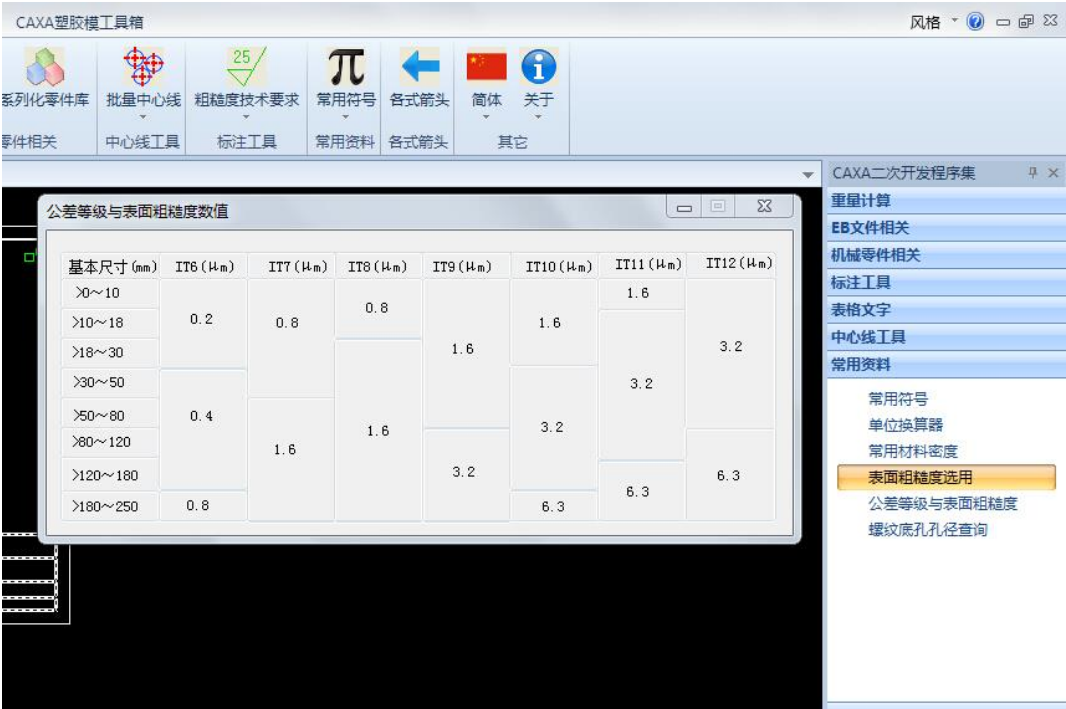 CAXA塑胶模工具箱
风格
系列化零件库 批量中心线 25 粗糙度技术要求 π 常用符号 各式箭头 简体 关于
零件相关 中心线工具 标注工具 常用资料 各式箭头 其它
CAXA二次开发程序集
重量计算
EB文件相关
机械零件相关
标注工具
表格文字
中心线工具
常用资料
常用符号
单位换算器
常用材料密度
表面粗糙度选用
公差等级与表面粗糙度
螺纹底孔孔径查询
公差等级与表面粗糙度数值
基本尺寸(mm) IT6(μm) IT7(μm) IT8(μm) IT9(μm) IT10(μm) IT11(μm) IT12(μm)
>0~10 1.6
0.8
>10~18 0.2 0.8 1.6
3.2
>18~30 1.6
>30~50 3.2
>50~80 0.4
3.2
1.6
>80~120
1.6
>120~180 3.2 6.3
6.3
>180~250 0.8 6.3